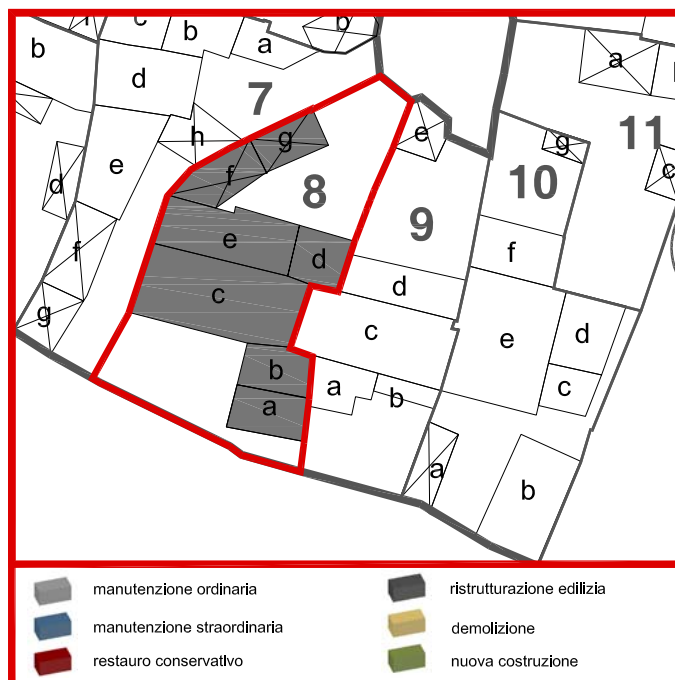 f c b b
b a a
d
7 11
h e g g
d e f 8 10 c
f e d 9 f
c d
g c e d
b a b c
a a b
manutenzione ordinaria
manutenzione straordinaria
restauro conservativo
ristrutturazione edilizia
demolizione
nuova costruzione